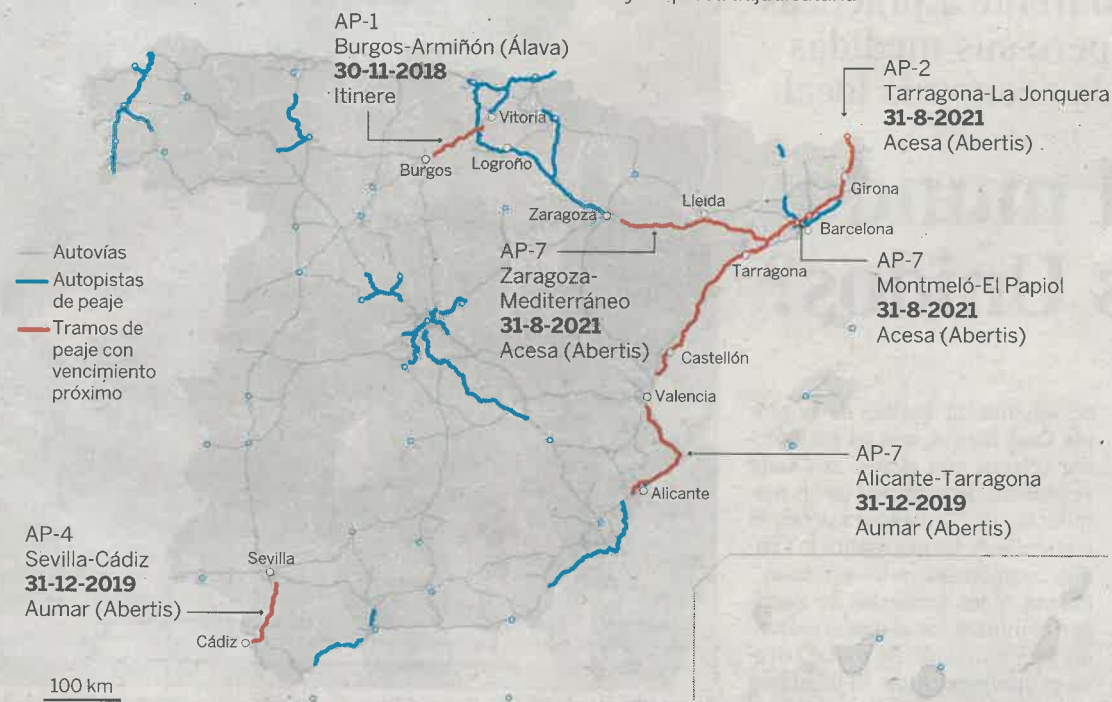 AP-1
Burgos-Armiñón (Álava)
30-11-2018
Itinere
AP-2
Tarragona-La Jonquera
31-8-2021
Acesa (Abertis)
Vitoria
Burgos
Logroño
Zaragoza
Lleida
Girona
Barcelona
Tarragona
Autovías
Autopistas
de peaje
Tramos de
peaje con
vencimiento
próximo
AP-7
Zaragoza-
Mediterráneo
31-8-2021
Acesa (Abertis)
AP-7
Montmeló-El Papiol
31-8-2021
Acesa (Abertis)
Castellón
Valencia
Alicante
AP-7
Alicante-Tarragona
31-12-2019
Aumar (Abertis)
AP-4
Sevilla-Cádiz
31-12-2019
Aumar (Abertis)
Sevilla
Cádiz
100 km